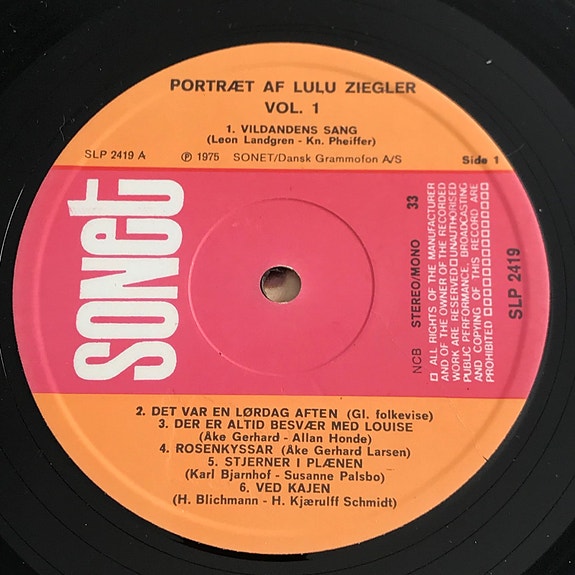 PORTRÆT AF LULU ZIEGLER
VOL. 1
1. VILDANDENS SANG
(Leon Landgren - Kn. Pheiffer)
SLP 2419 A
℗ 1975 SONET/Dansk Grammofon A/S
Side 1
sonet
NCB STEREO/MONO 33
□ ALL RIGHTS OF THE MANUFACTURER
AND OF THE OWNER OF THE RECORDED
WORK ARE RESERVED□UNAUTHORISED
PUBLIC PERFORMANCE, BROADCASTING
AND COPYING OF THIS RECORD ARE
PROHIBITED □□□□□□□□□□□□
SLP 2419
2. DET VAR EN LØRDAG AFTEN (Gl. folkevise)
3. DER ER ALTID BESVÆR MED LOUISE
(Åke Gerhard - Allan Honde)
4. ROSENKYSSAR (Åke Gerhard Larsen)
5. STJERNER I PLÆNEN
(Karl Bjarnhof - Susanne Palsbo)
6. VED KAJEN
(H. Blichmann - H. Kjærulff Schmidt)